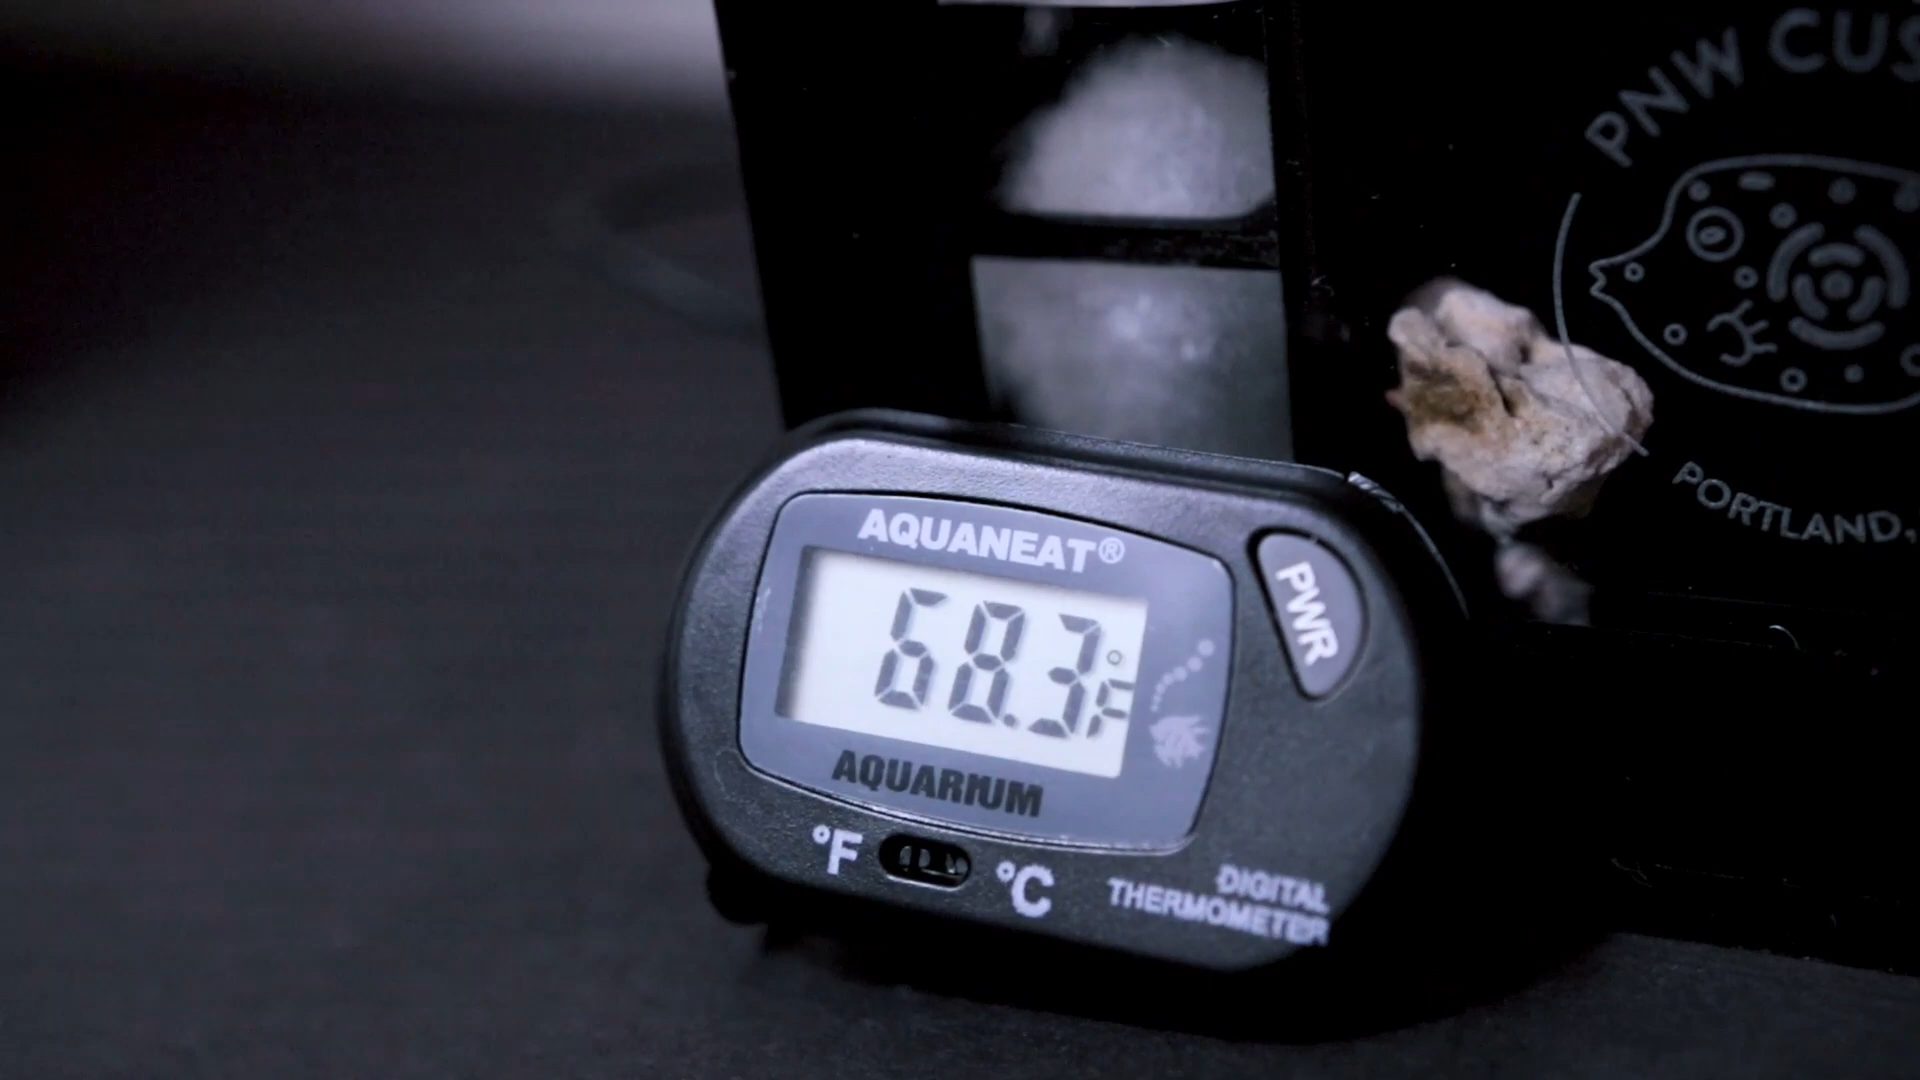 PNW CUS
PORTLAND,
AQUANEAT®
PWR
68.3°F
AQUARIUM
°F °C
DIGITAL
THERMOMETER